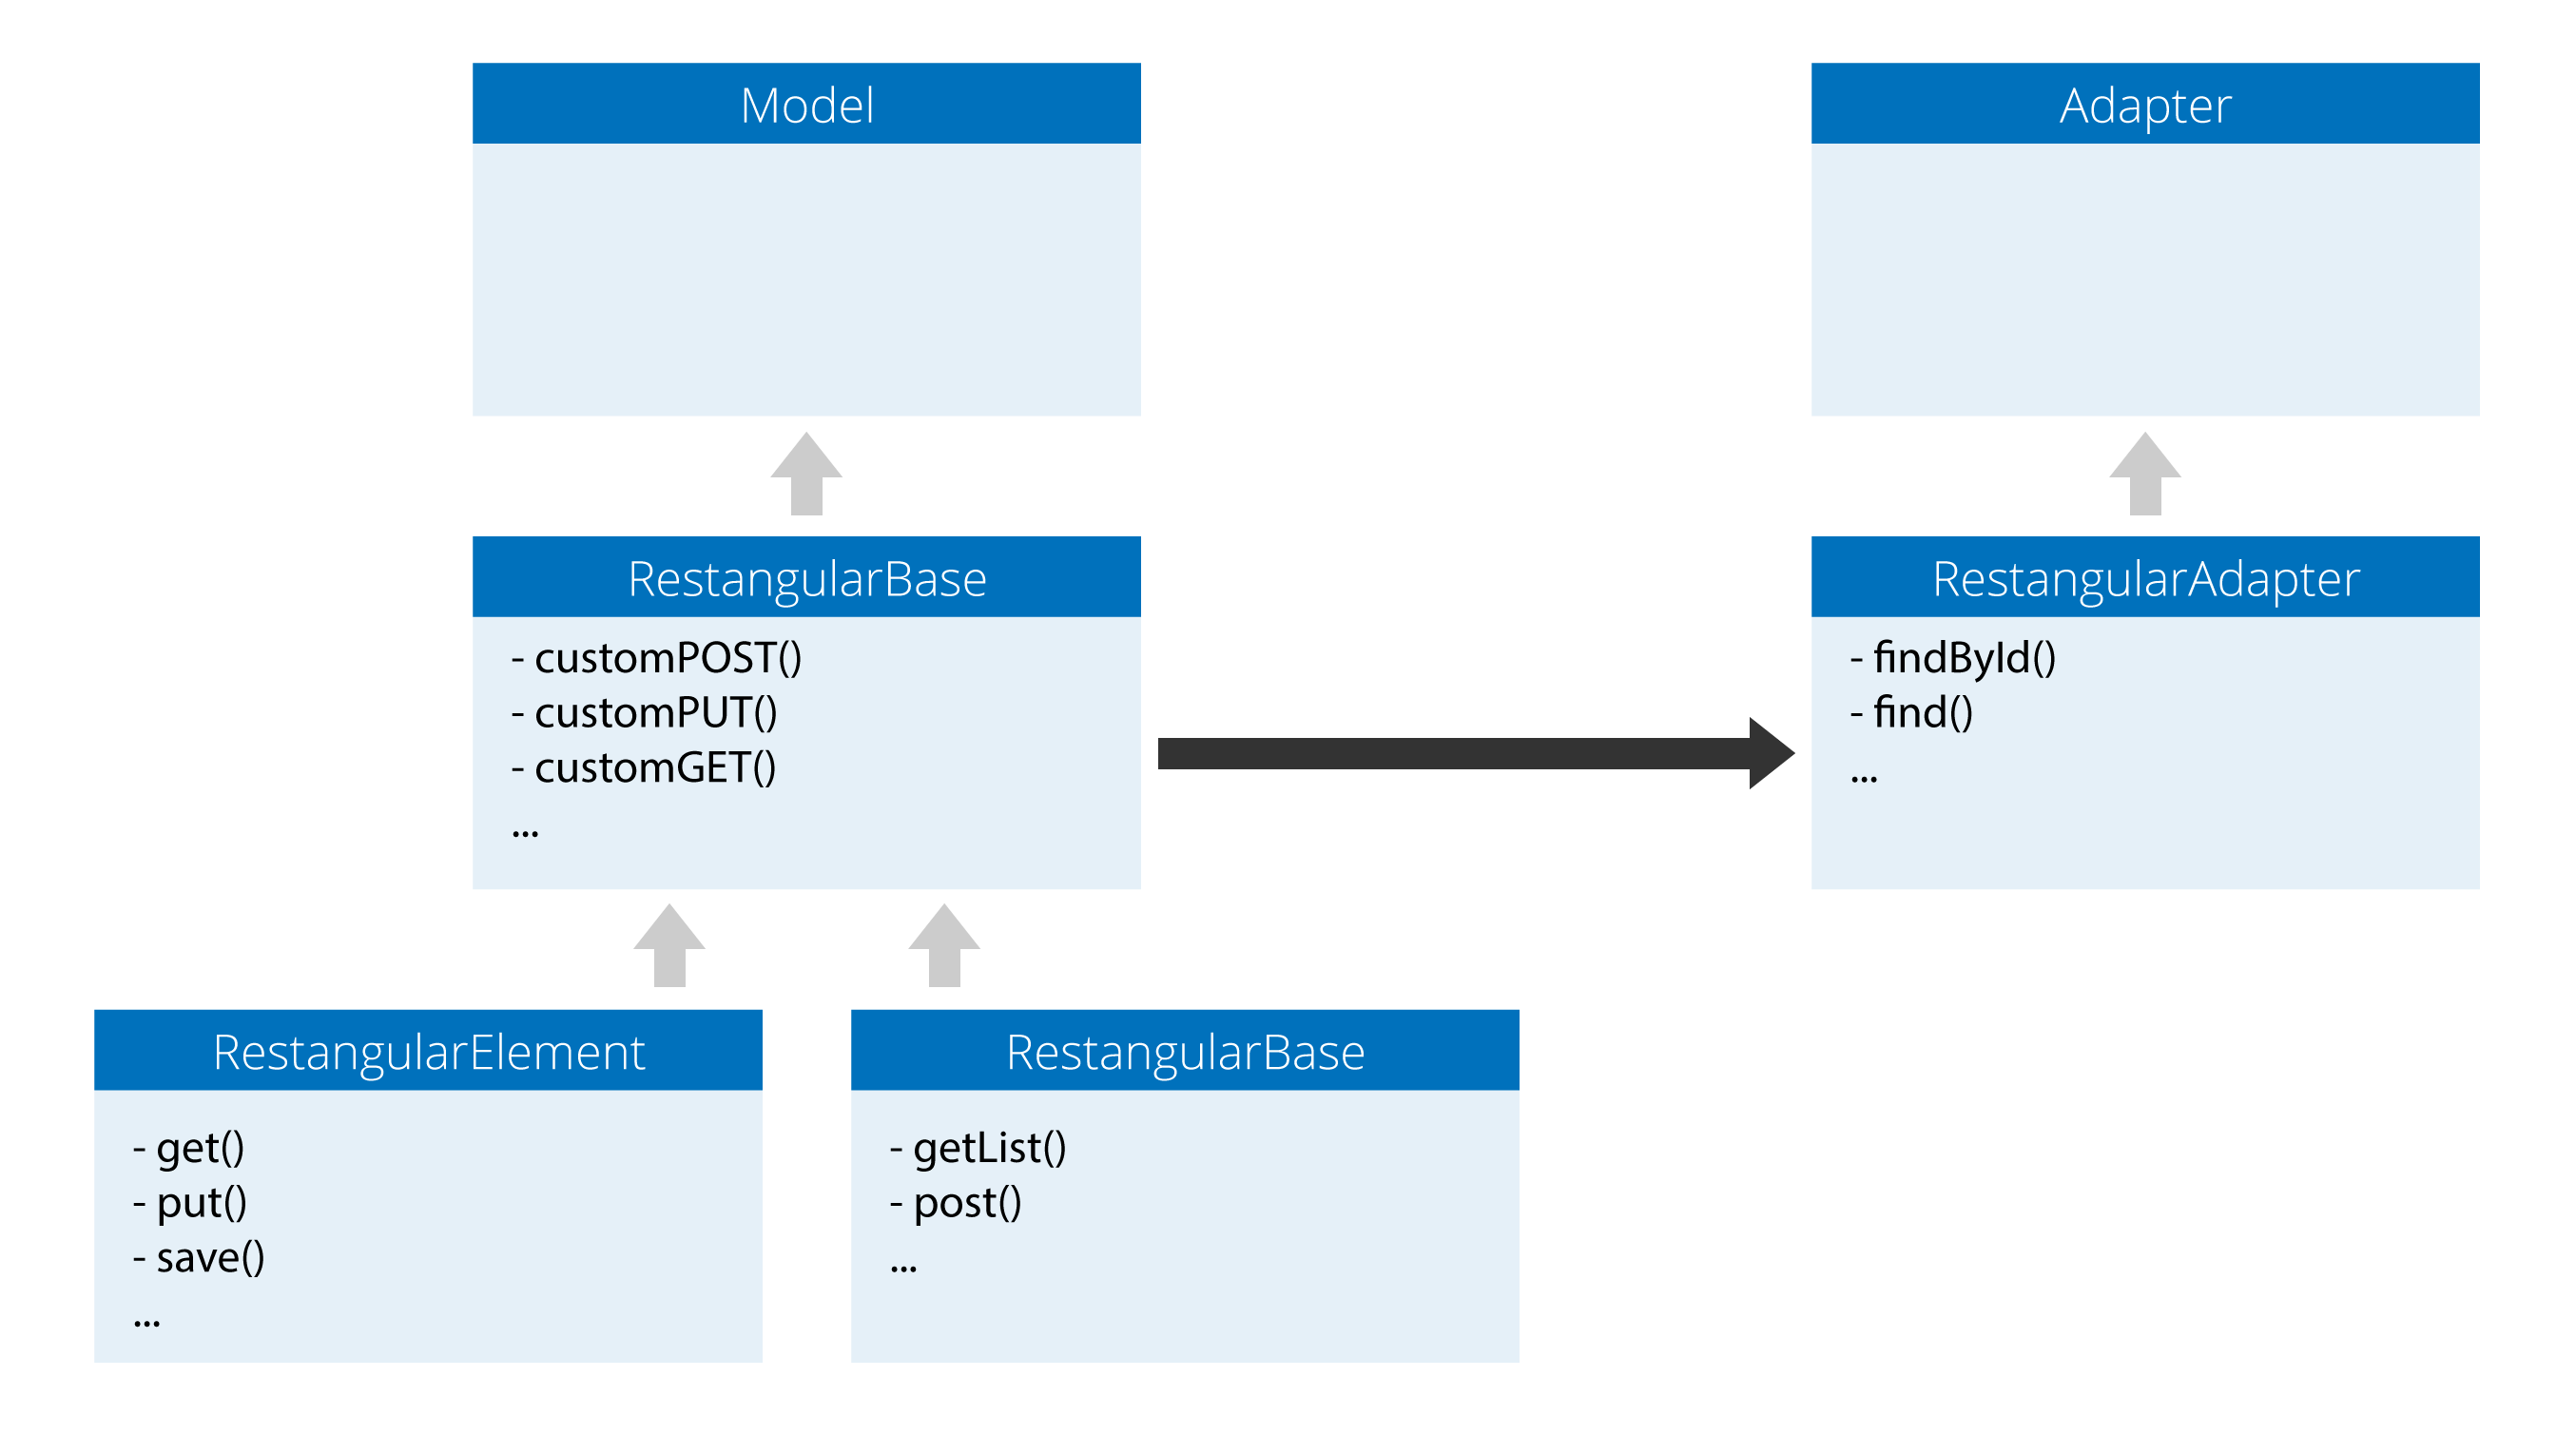 Model
Adapter
RestangularBase
- customPOST()
- customPUT()
- customGET()
...
RestangularAdapter
- findById()
- find()
...
RestangularElement
- get()
- put()
- save()
...
RestangularBase
- getList()
- post()
...